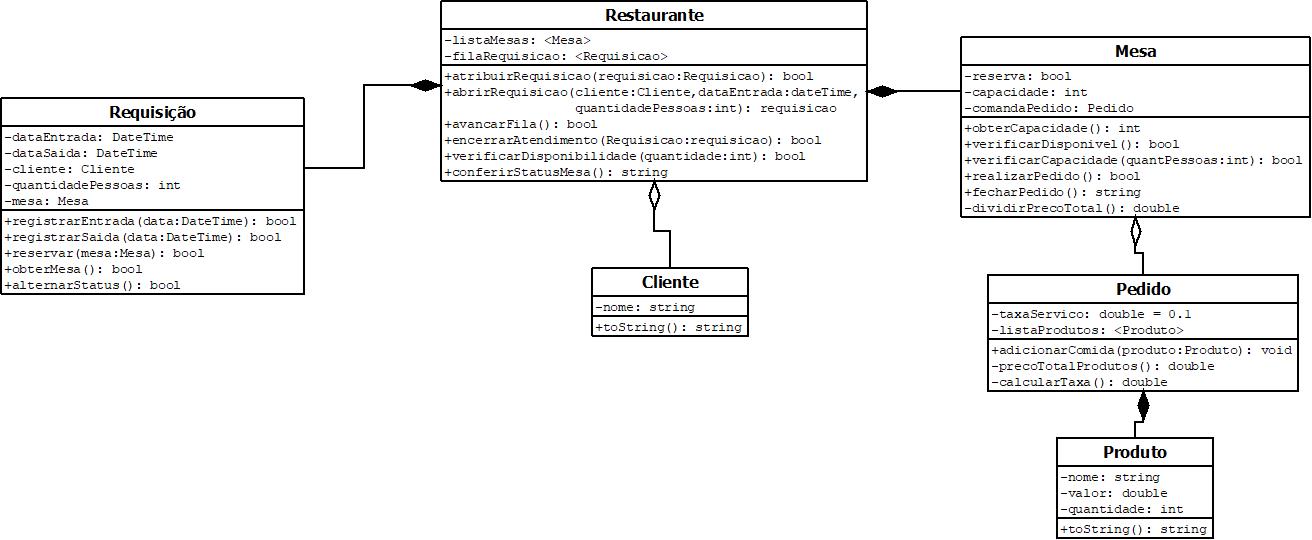 Restaurante
-listaMesas: <Mesa>
-filaRequisicao: <Requisicao>
+atribuirRequisicao(requisicao:Requisicao): bool
+abrirRequisicao(cliente:Cliente,dataEntrada:dateTime,
quantidadePessoas:int): requisicao
+avancarFila(): bool
+encerrarAtendimento(Requisicao:requisicao): bool
+verificarDisponibilidade(quantidade:int): bool
+conferirStatusMesa(): string
Mesa
-reserva: bool
-capacidade: int
-comandaPedido: Pedido
+obterCapacidade(): int
+verificarDisponivel(): bool
+verificarCapacidade(quantPessoas:int): bool
+realizarPedido(): bool
+fecharPedido(): string
-dividirPrecoTotal(): double
Requisição
-dataEntrada: DateTime
-dataSaida: DateTime
-cliente: Cliente
-quantidadePessoas: int
-mesa: Mesa
+registrarEntrada(data:DateTime): bool
+registrarSaida(data:DateTime): bool
+reservar(mesa:Mesa): bool
+obterMesa(): bool
+alternarStatus(): bool
Cliente
-nome: string
+toString(): string
Pedido
-taxaServico: double = 0.1
-listaProdutos: <Produto>
+adicionarComida(produto:Produto): void
-precoTotalProdutos(): double
-calcularTaxa(): double
Produto
-nome: string
-valor: double
-quantidade: int
+toString(): string